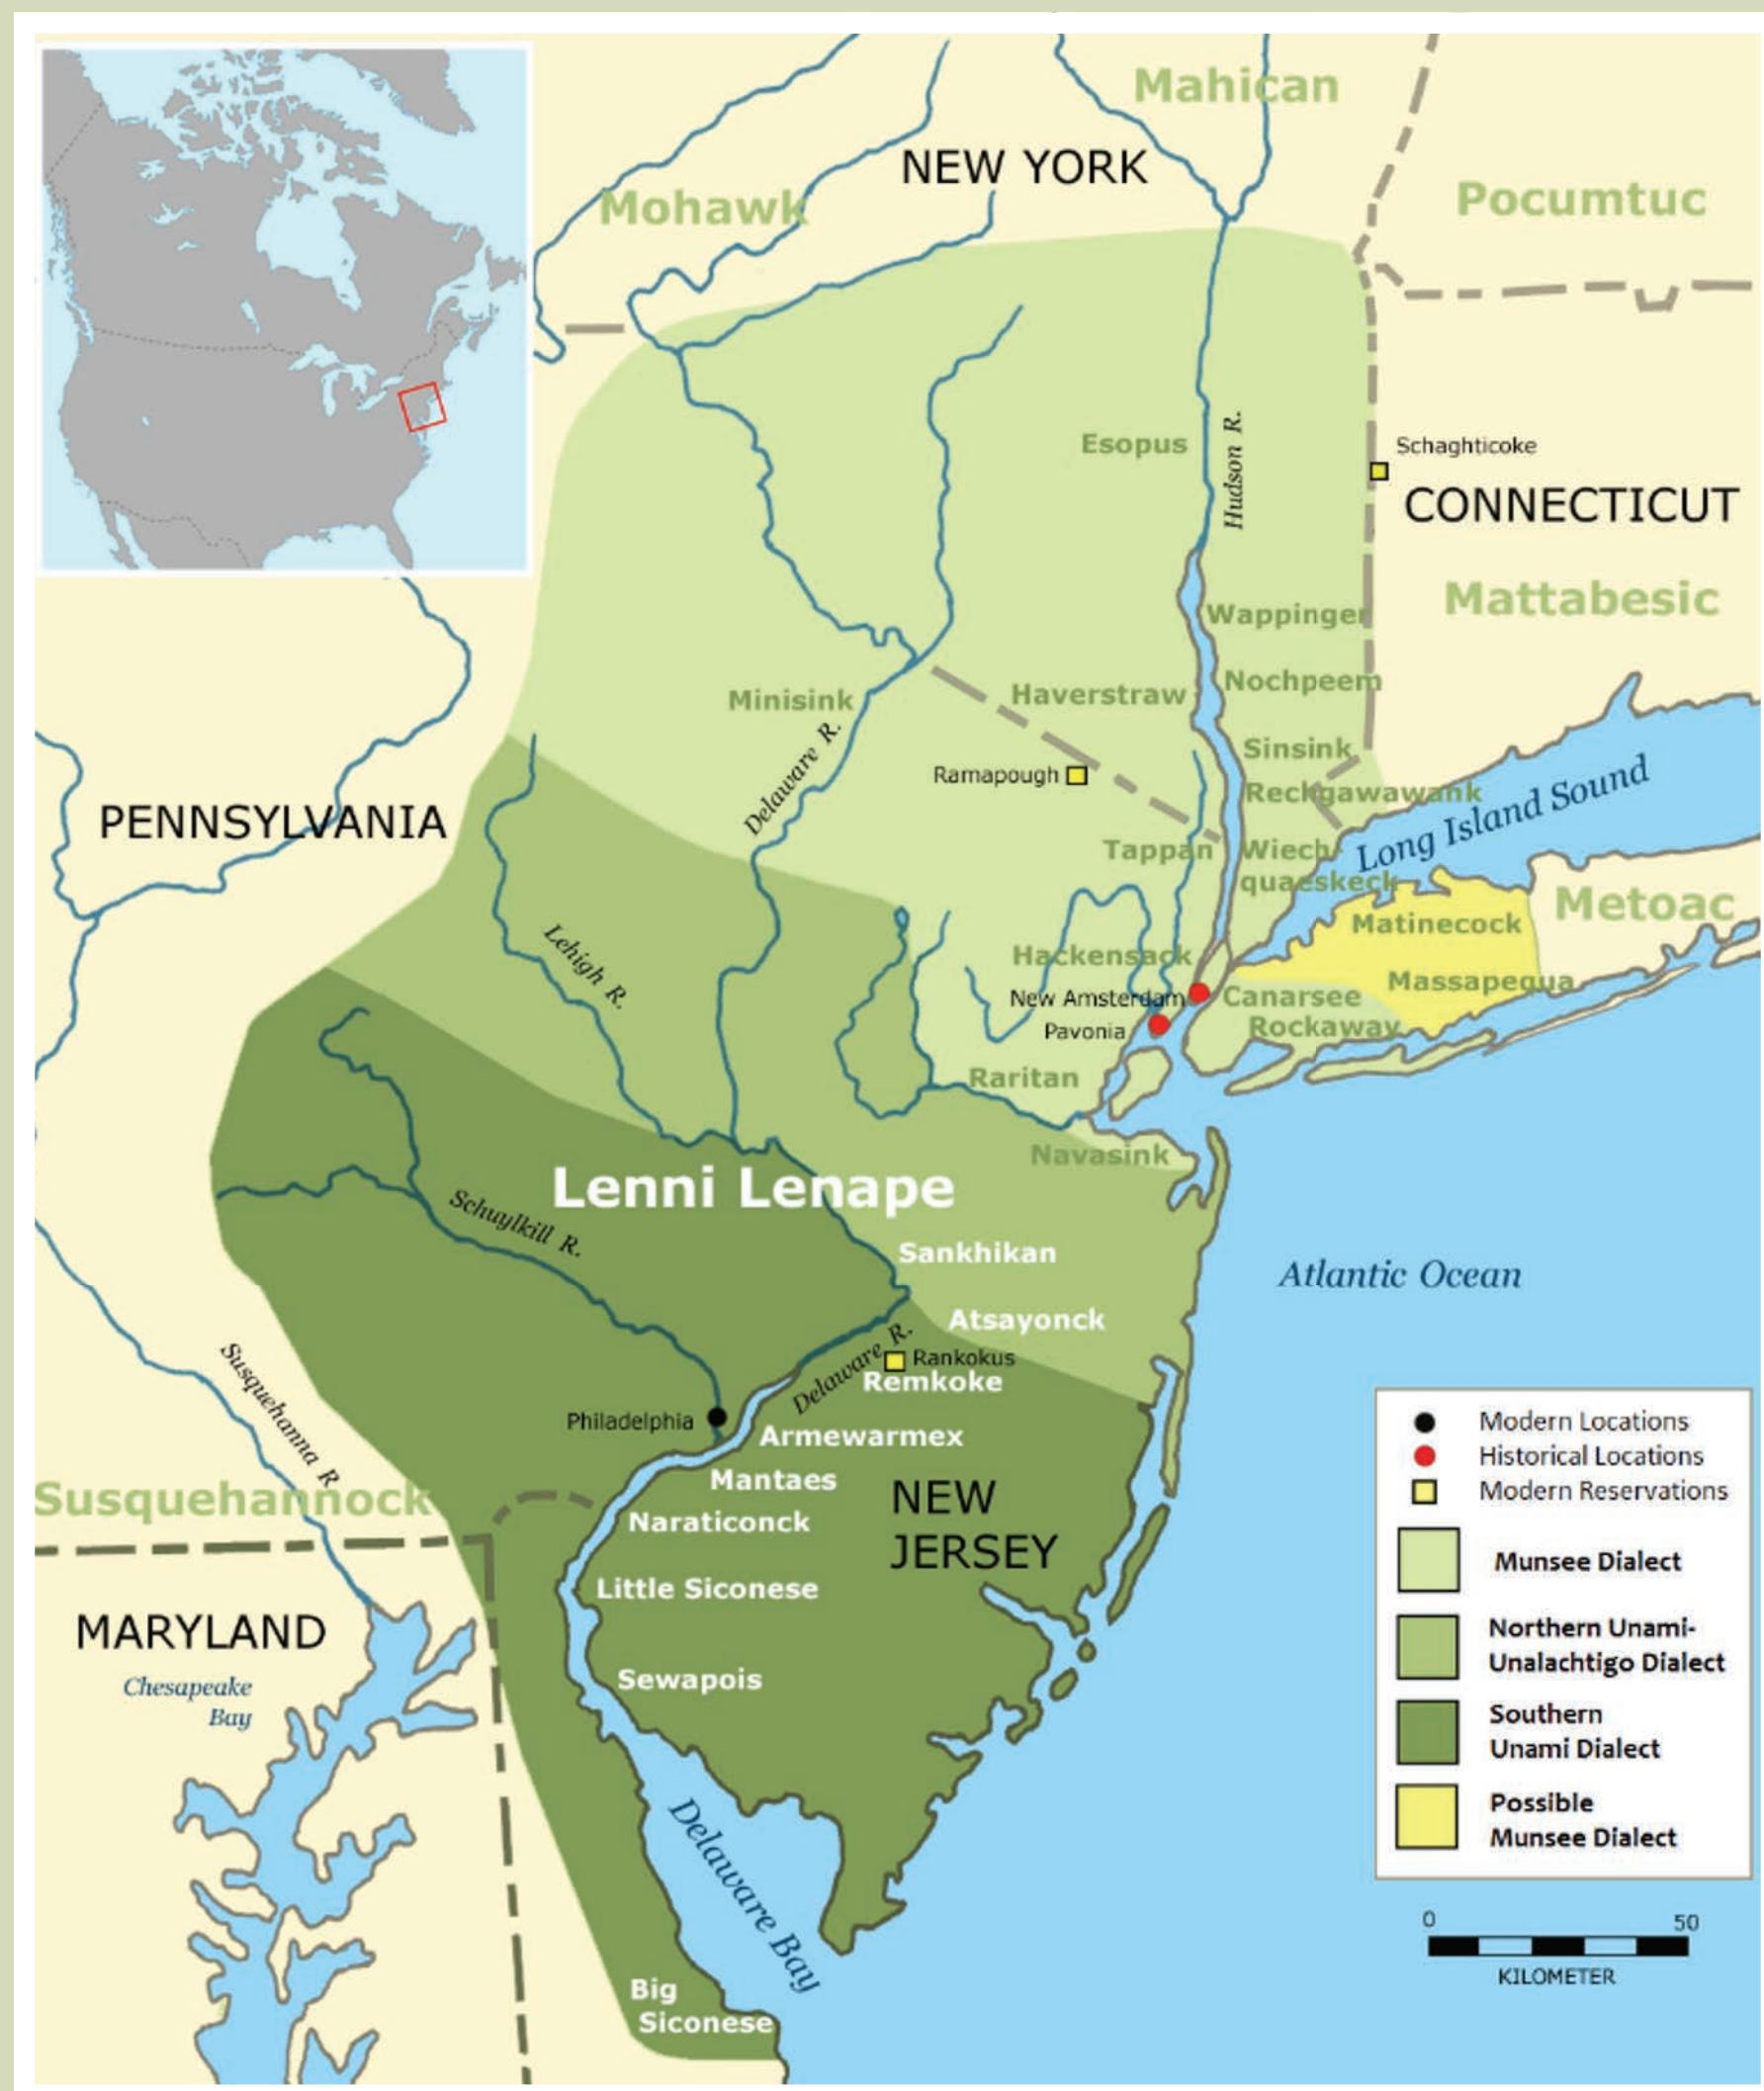 Mahican
NEW YORK
Pocumtuc
Mohawk
Esopus
Hudson R.
Schaghticoke
CONNECTICUT
Mattabesic
Wappinger
Nochpeem
Haverstraw
Minisink
Sinsink
Delaware R.
Ramapough
Rechgawawank
Long Island Sound
PENNSYLVANIA
Tappan
Wiech-
quaeskeck
Metoac
Matinecock
Lehigh R.
Hackensack
Massapequa
New Amsterdam
Canarsee
Pavonia
Rockaway
Raritan
Navasink
Lenni Lenape
Schuylkill R.
Sankhikan
Atlantic Ocean
Atsayonck
Delaware R.
Rankokus
Remkoke
Susquehanna R.
Philadelphia
Armewarmex
Mantaes
NEW
JERSEY
Susquehannock
Naraticonck
Little Siconese
MARYLAND
Chesapeake
Bay
Sewapois
Delaware Bay
Big
Siconese
Modern Locations
Historical Locations
Modern Reservations
Munsee Dialect
Northern Unami-
Unalachtigo Dialect
Southern
Unami Dialect
Possible
Munsee Dialect
0 50
KILOMETER